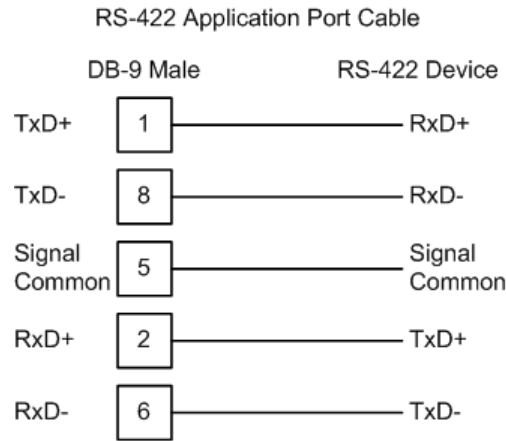 RS-422 Application Port Cable
DB-9 Male RS-422 Device
TxD+ 1 RxD+
TxD- 8 RxD-
Signal Common 5 Signal Common
RxD+ 2 TxD+
RxD- 6 TxD-